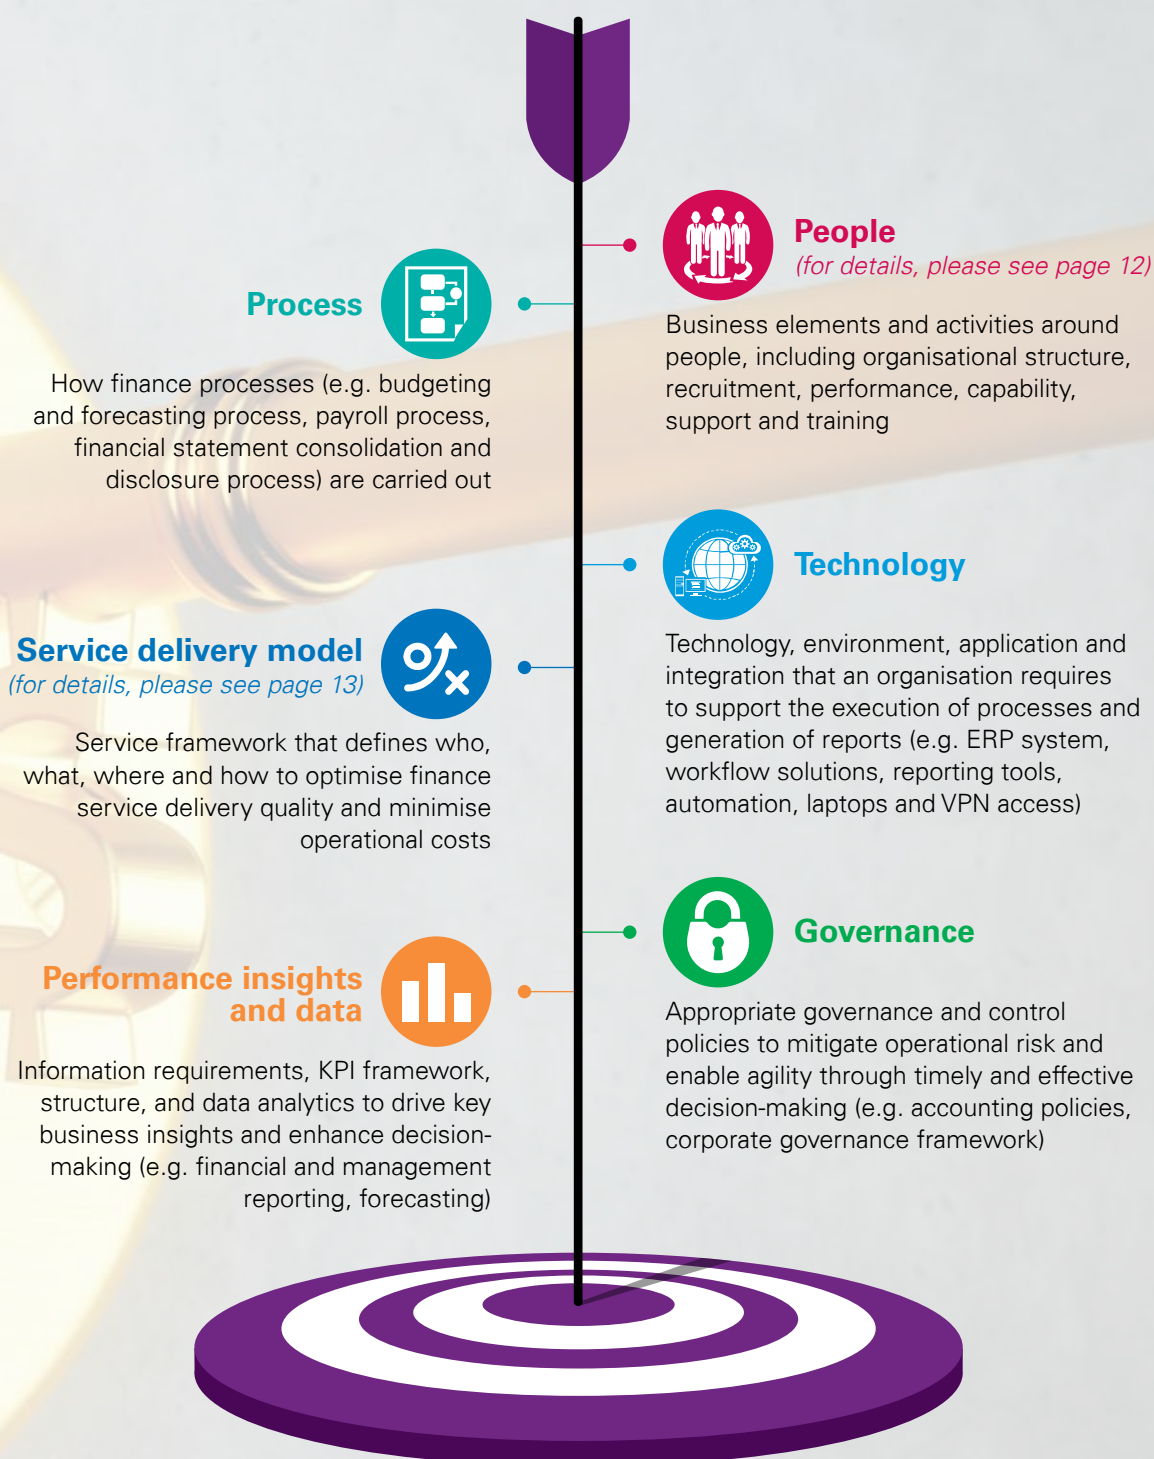 People
(for details, please see page 12)
Business elements and activities around
people, including organisational structure,
recruitment, performance, capability,
support and training
Process
How finance processes (e.g. budgeting
and forecasting process, payroll process,
financial statement consolidation and
disclosure process) are carried out
Technology
Technology, environment, application and
integration that an organisation requires
to support the execution of processes and
generation of reports (e.g. ERP system,
workflow solutions, reporting tools,
automation, laptops and VPN access)
Service delivery model
(for details, please see page 13)
Service framework that defines who,
what, where and how to optimise finance
service delivery quality and minimise
operational costs
Governance
Appropriate governance and control
policies to mitigate operational risk and
enable agility through timely and effective
decision-making (e.g. accounting policies,
corporate governance framework)
Performance insights
and data
Information requirements, KPI framework,
structure, and data analytics to drive key
business insights and enhance decision-
making (e.g. financial and management
reporting, forecasting)